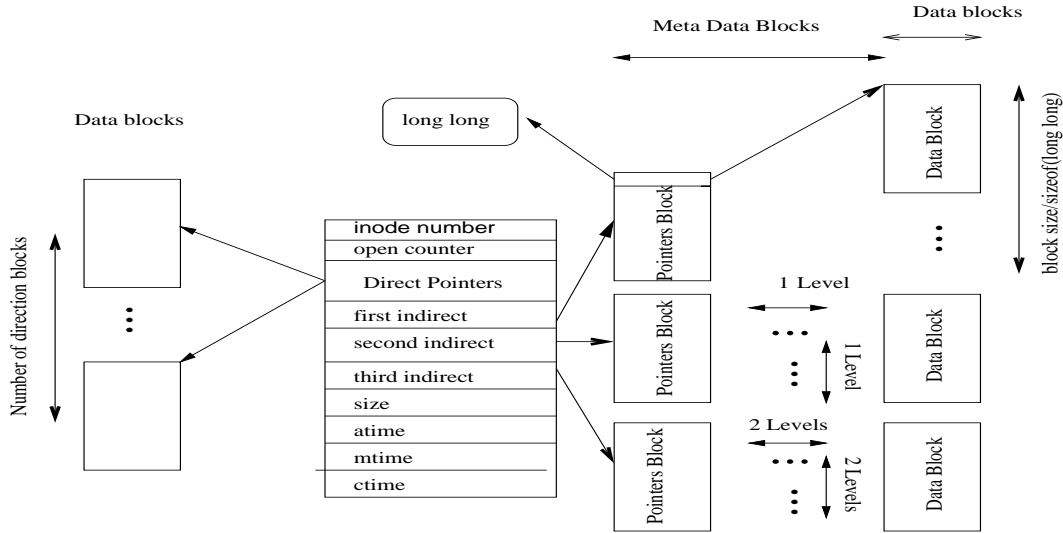 Data blocks
Meta Data Blocks
Data blocks
long long
Number of direction blocks
inode number
open counter
Direct Pointers
first indirect
second indirect
third indirect
size
atime
mtime
ctime
Pointers Block
Data Block
block size/sizeof(long long)
Pointers Block
1 Level
1 Level
Data Block
Pointers Block
2 Levels
2 Levels
Data Block